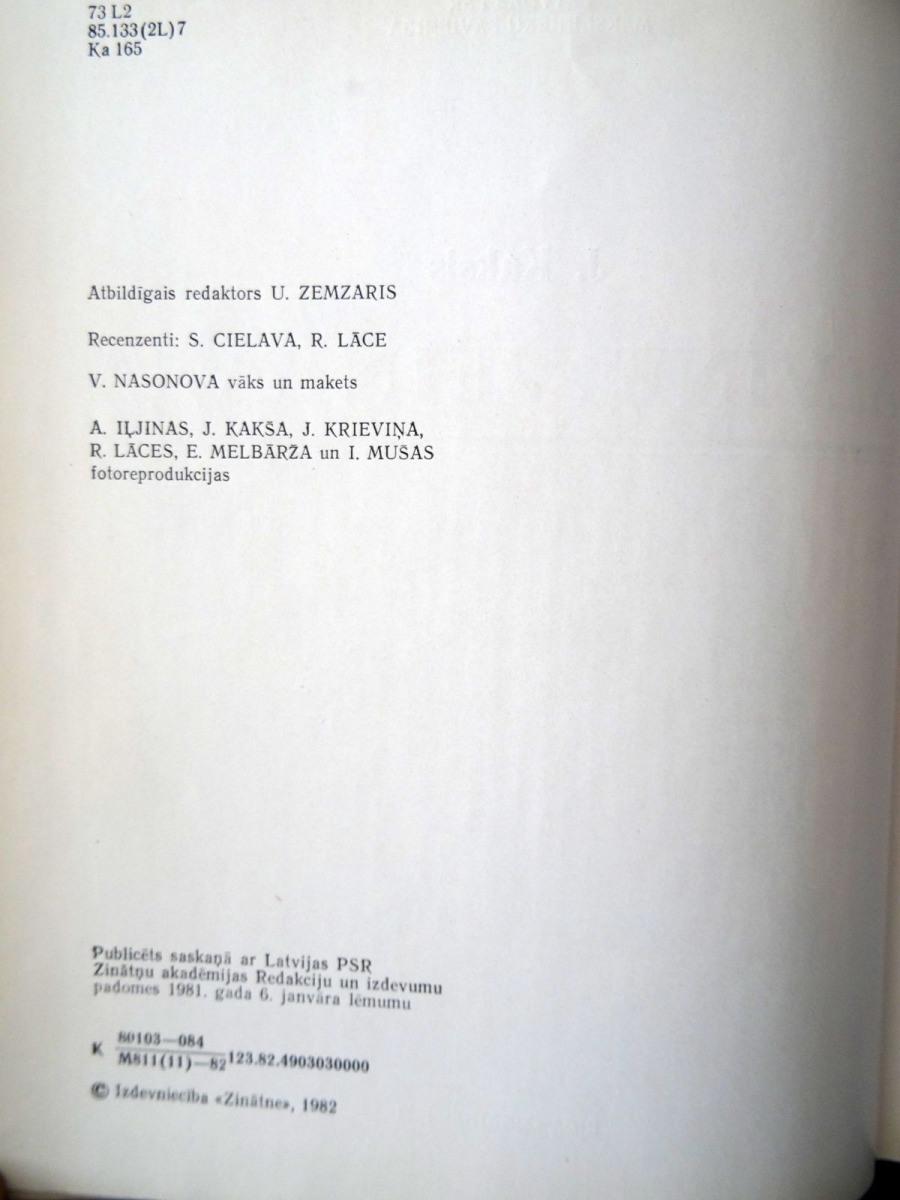 73 L2
85.133(2L)7
Ka 165
Atbildīgais redaktors U. ZEMZARIS
Recenzenti: S. CIELAVA, R. LĀCE
V. NASONOVA vāks un makets
A. IĻJINAS, J. KAKŠA, J. KRIEVIŅA,
R. LĀCES, E. MELBĀRŽA un I. MUŠAS
fotoreprodukcijas
Publicēts saskaņā ar Latvijas PSR
Zinātņu akadēmijas Redakciju un izdevumu
padomes 1981. gada 6. janvāra lēmumu
80103—084
K M811(11)—82 123.82.4903030000
© Izdevniecība «Zinātne», 1982